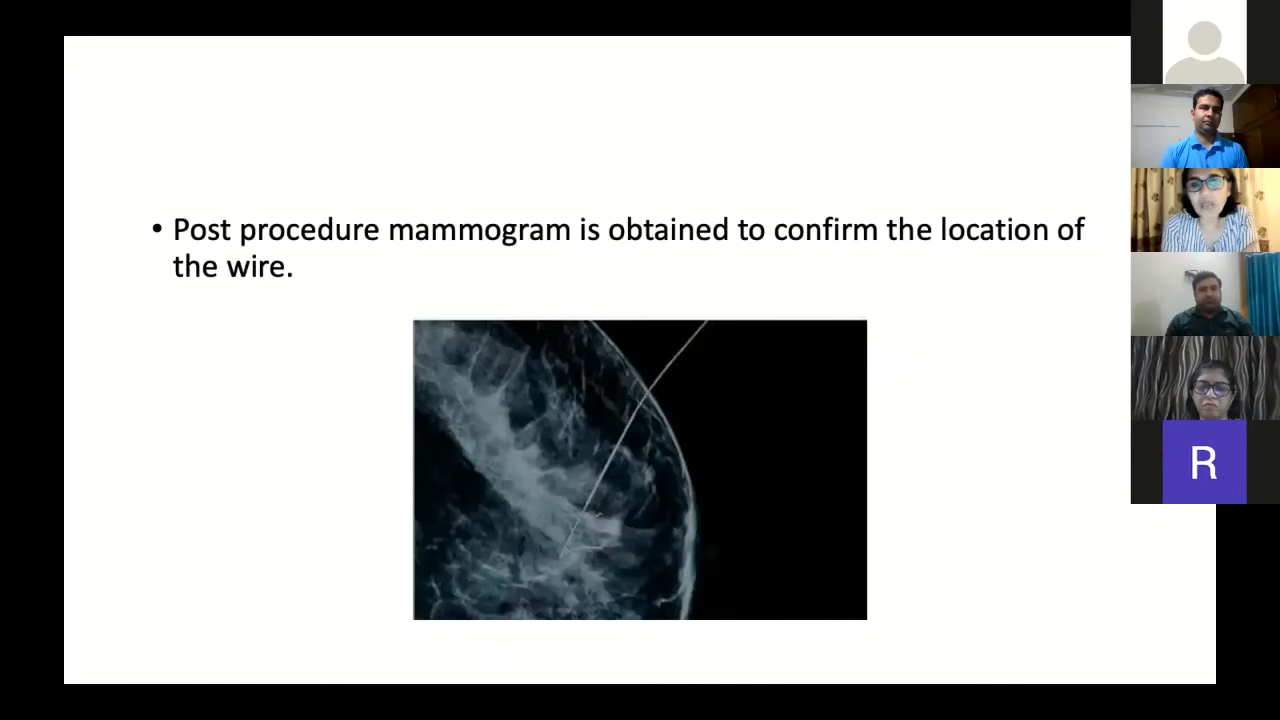 • Post procedure mammogram is obtained to confirm the location of
the wire.
R